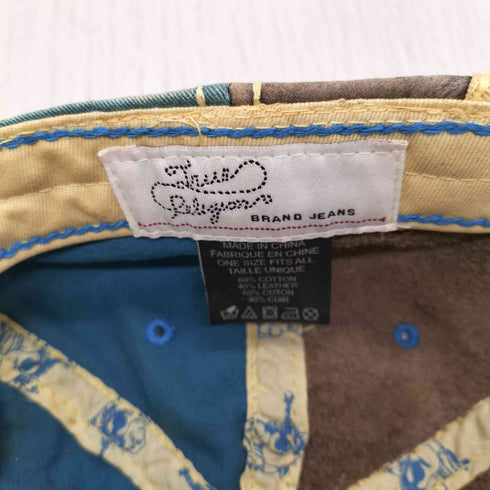 True
Religion
BRAND JEANS
MADE IN CHINA
FABRIQUE EN CHINE
ONE SIZE FITS ALL
TAILLE UNIQUE
60% COTTON
40% LEATHER
60% COTON
40% CUIR